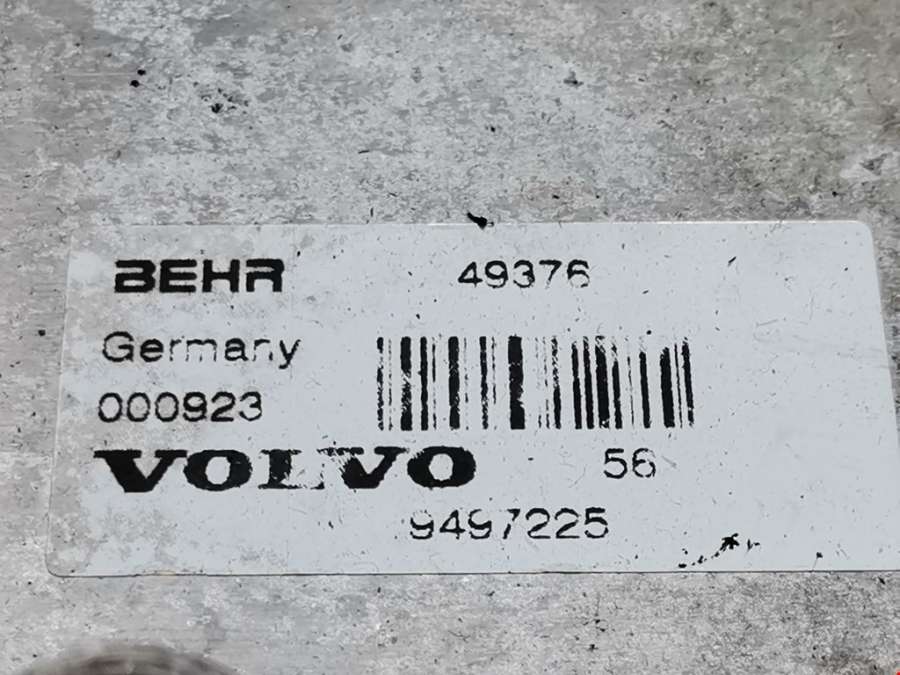 BEHR 49376
Germany
000923
VOLVO 56
9497225